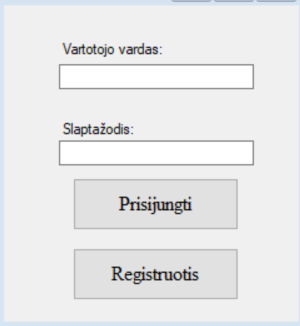 Vartotojo vardas:
Slaptažodis:
Prisijungti
Registruotis